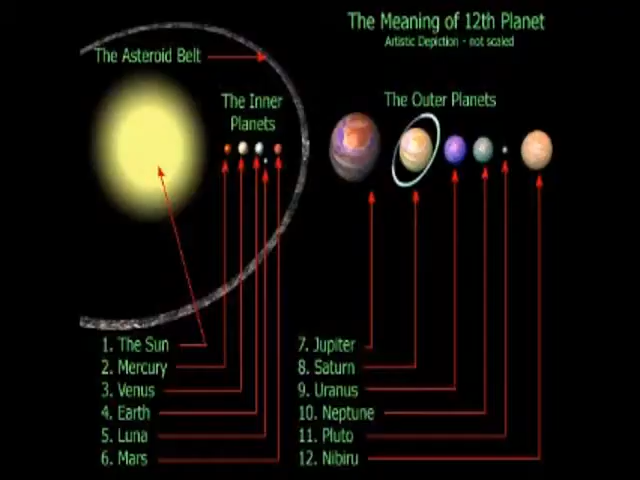 The Meaning of 12th Planet
Artistic Depiction - not scaled
The Asteroid Belt
The Inner
Planets
The Outer Planets
1. The Sun
2. Mercury
3. Venus
4. Earth
5. Luna
6. Mars
7. Jupiter
8. Saturn
9. Uranus
10. Neptune
11. Pluto
12. Nibiru